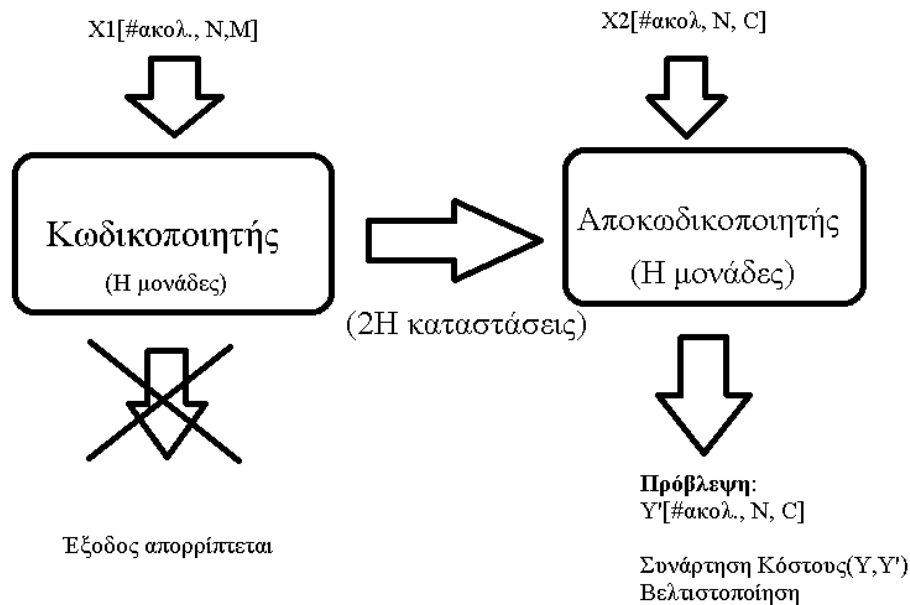 X1[#ακολ., N,M]
X2[#ακολ, N, C]
Κωδικοποιητής
(Η μονάδες)
Αποκωδικοποιητής
(Η μονάδες)
(2Η καταστάσεις)
Έξοδος απορρίπτεται
Πρόβλεψη:
Υ'[#ακολ., N, C]
Συνάρτηση Κόστους(Υ,Υ')
Βελτιστοποίηση